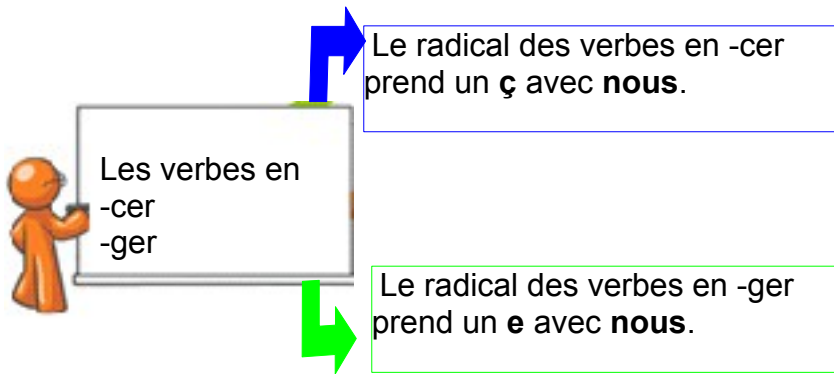 Le radical des verbes en -cer
prend un ç avec nous.
Les verbes en
-cer
-ger
Le radical des verbes en -ger
prend un e avec nous.